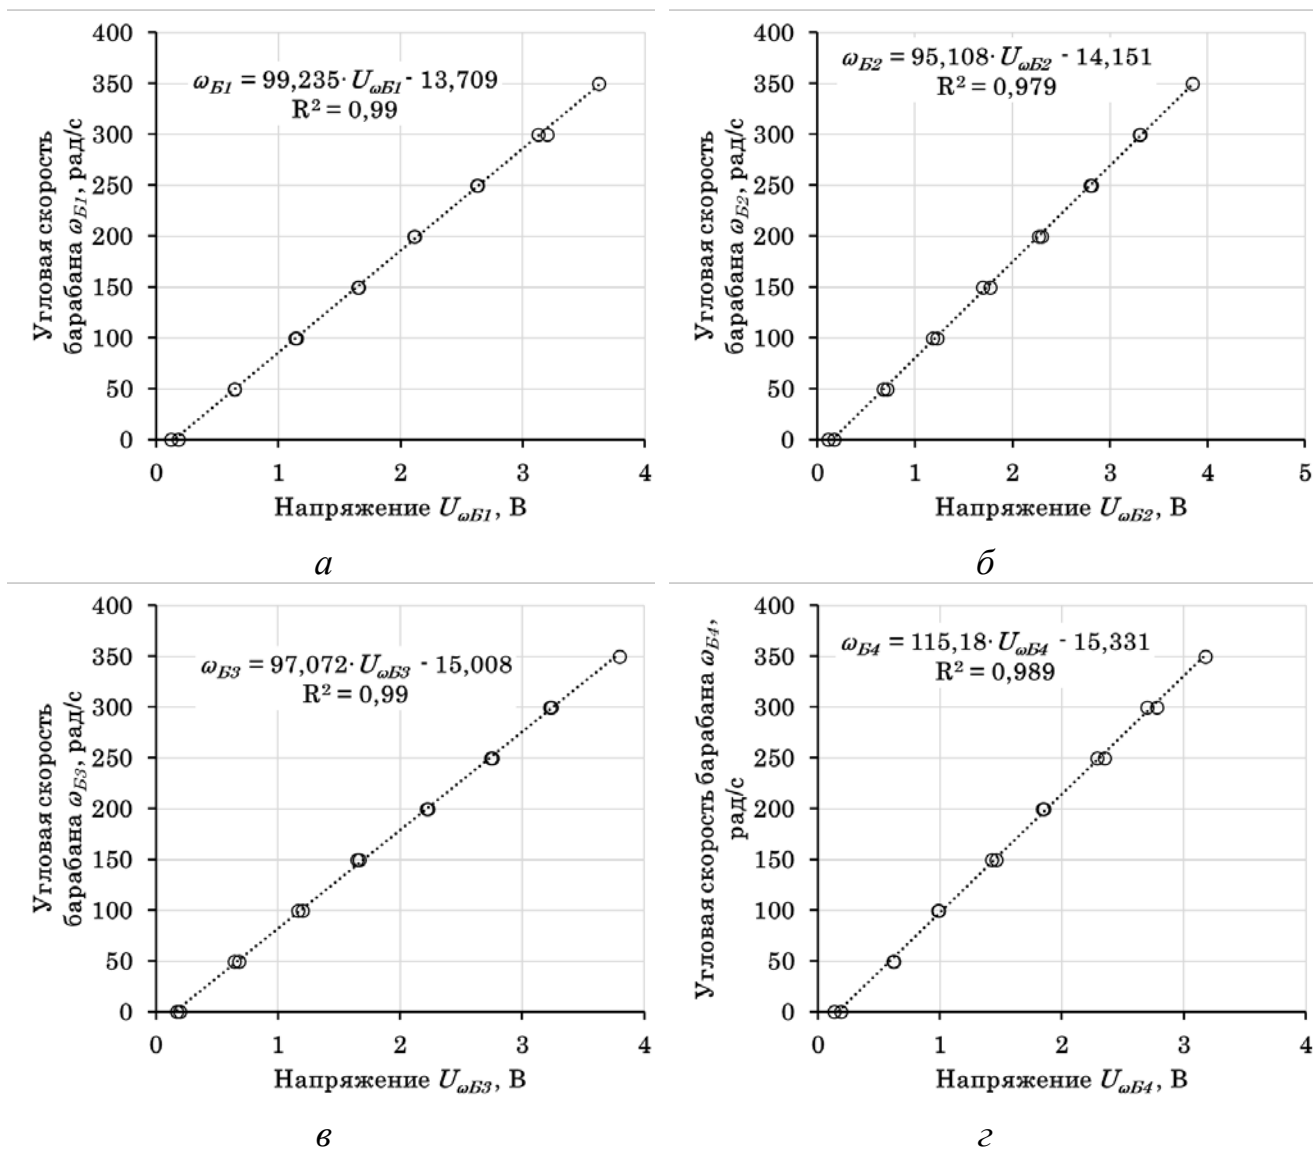 400
350
300
250
200
150
100
50
0
Угловая скорость
барабана ω_Б1, рад/с
ω_Б1 = 99,235· U_ωБ1 - 13,709
R² = 0,99
0 1 2 3 4
Напряжение U_ωБ1, В
а
400
350
300
250
200
150
100
50
0
Угловая скорость
барабана ω_Б2, рад/с
ω_Б2 = 95,108· U_ωБ2 - 14,151
R² = 0,979
0 1 2 3 4 5
Напряжение U_ωБ2, В
б
400
350
300
250
200
150
100
50
0
Угловая скорость
барабана ω_Б3, рад/с
ω_Б3 = 97,072· U_ωБ3 - 15,008
R² = 0,99
0 1 2 3 4
Напряжение U_ωБ3, В
в
400
350
300
250
200
150
100
50
0
Угловая скорость барабана ω_Б4,
рад/с
ω_Б4 = 115,18· U_ωБ4 - 15,331
R² = 0,989
0 1 2 3 4
Напряжение U_ωБ4, В
г